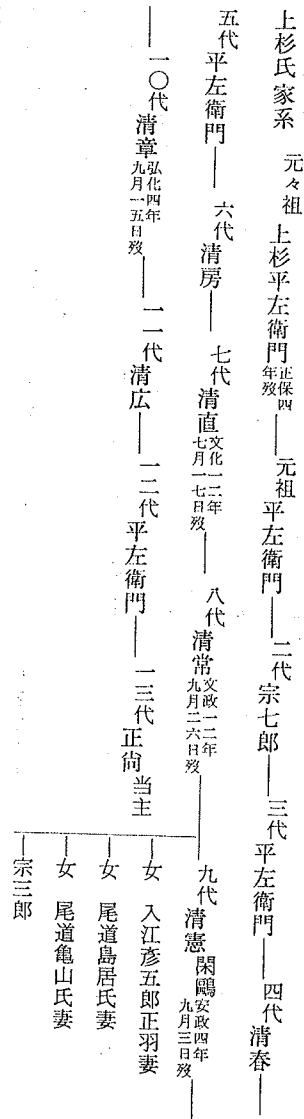 上杉氏家系　元々祖　上杉平左衛門　正保四年歿――元祖　平左衛門――二代　宗七郎――三代　平左衛門――四代　清春――
五代　平左衛門――六代　清房――七代　清直　文化一二年七月一七日歿――八代　清常　文政一二年九月二六日歿――九代　清憲　閑鷗　安政四年九月三日歿――
女　入江彦五郎正羽妻
女　尾道島居氏妻
女　尾道亀山氏妻
宗三郎
――一〇代　清章　弘化四年九月一五日歿――一一代　清広――一二代　平左衛門――一三代　正尚　当主